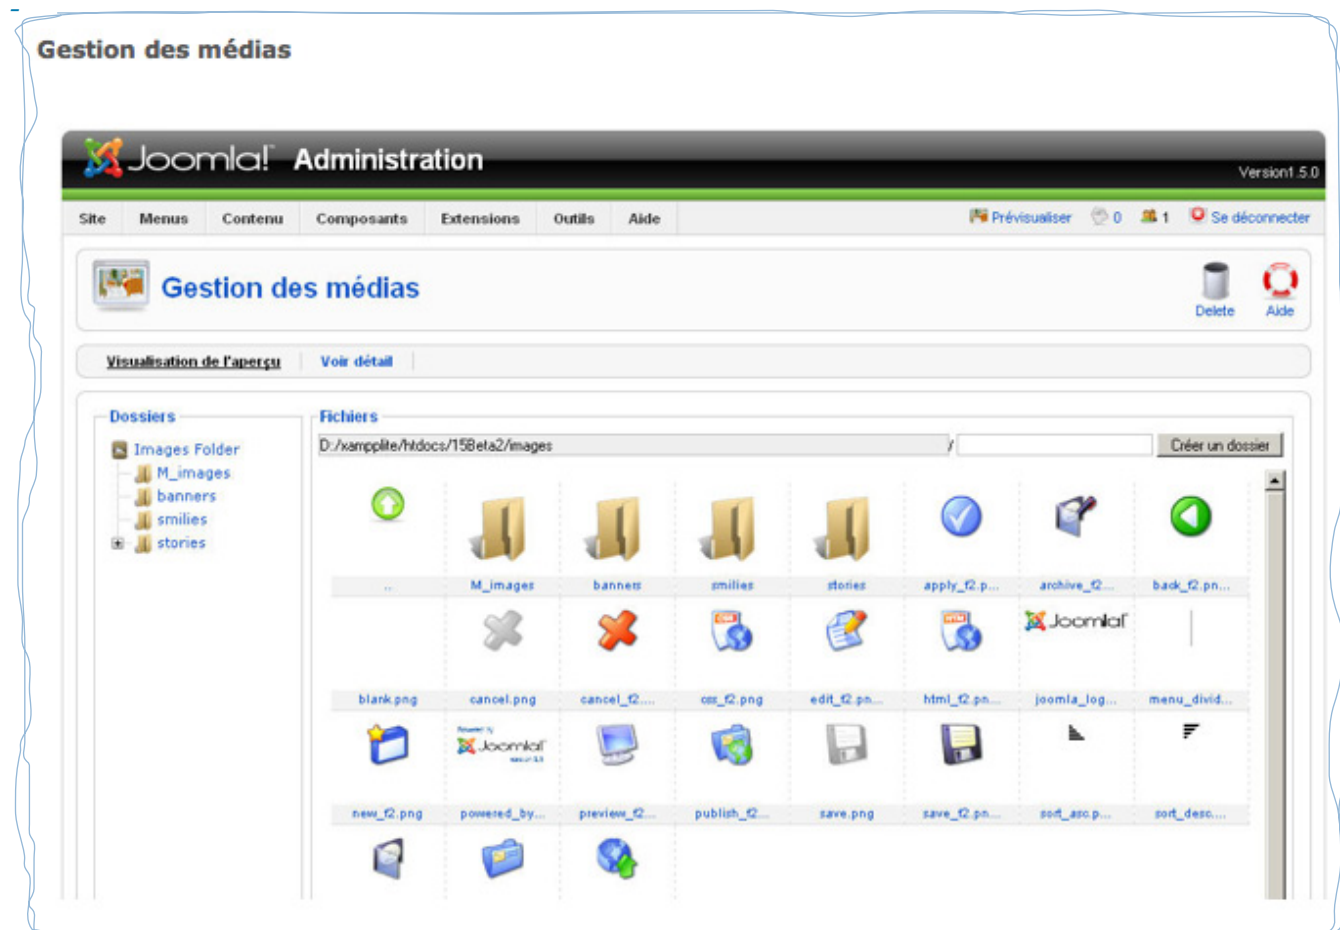 Gestion des médias
Joomla! Administration
Version1.5.0
Site Menus Contenu Composants Extensions Outils Aide Prévisualiser 0 1 Se déconnecter
Gestion des médias
Delete Aide
Visualisation de l'aperçu Voir détail
Dossiers
Images Folder
M_images
banners
smilies
stories
Fichiers
D:/xampplite/htdocs/15Beta2/images / Créer un dossier
.. M_images banners smilies stories apply_f2.p... archive_f2... back_f2.pn...
Joomla!
blank.png cancel.png cancel_f2.... css_f2.png edit_f2.pn... html_f2.pn... joomla_log... menu_divid...
Powered by
Joomla!
new_f2.png powered_by... preview_f2... publish_f2... save.png save_f2.pn... sort_asc.p... sort_desc....